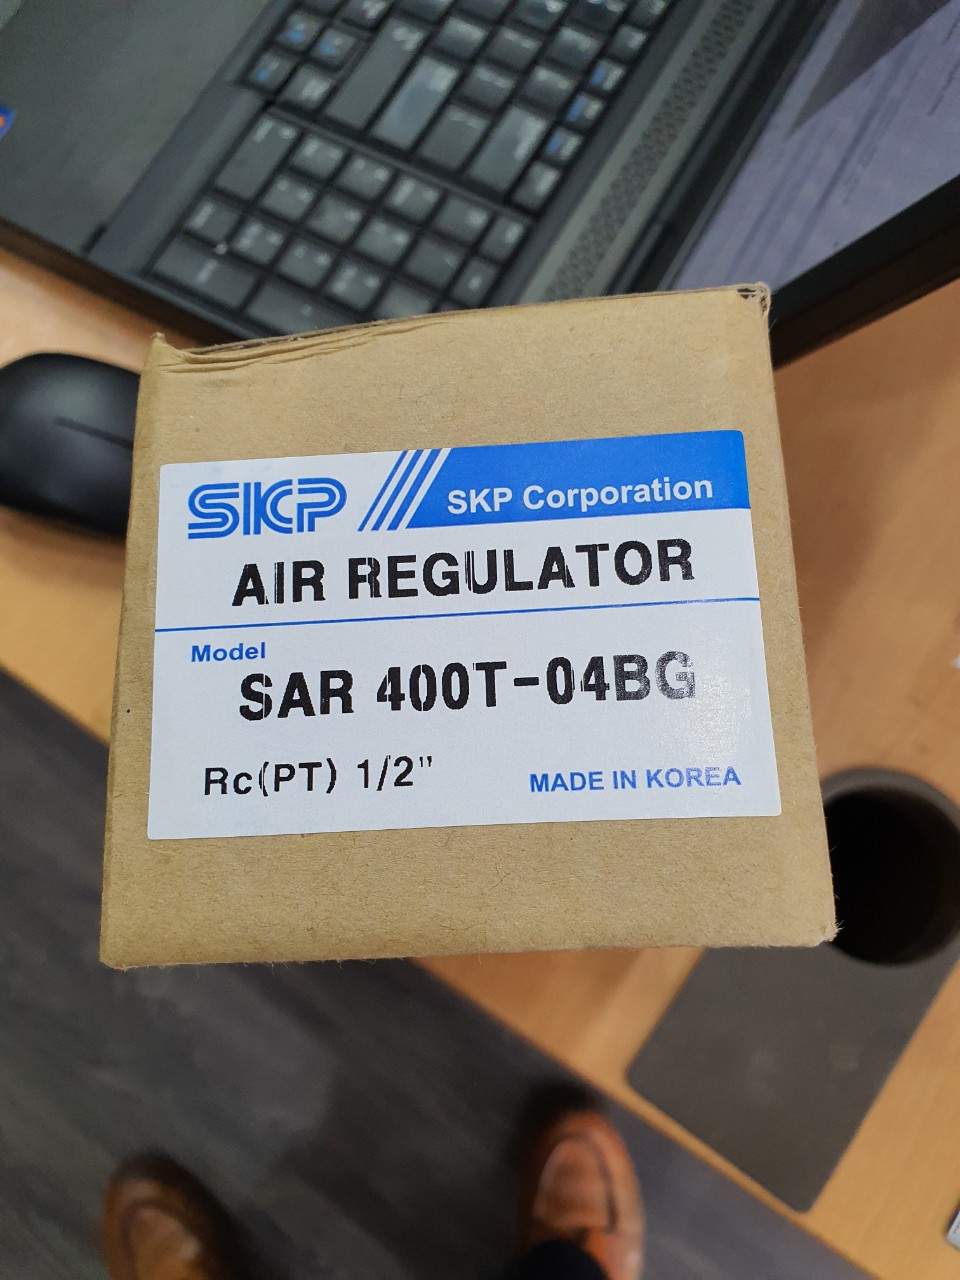 SKP
SKP Corporation
AIR REGULATOR
Model
SAR 400T-04BG
Rc(PT) 1/2"
MADE IN KOREA